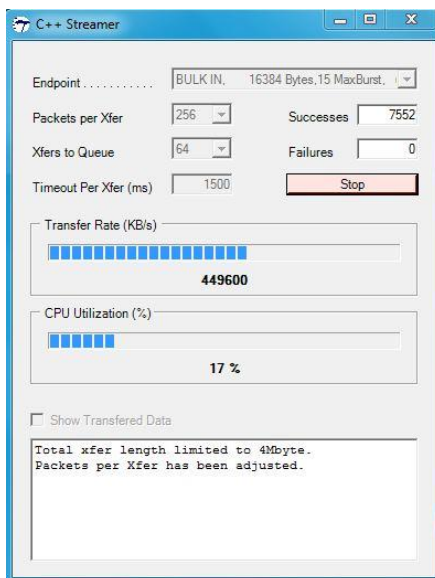 C++ Streamer
Endpoint . . . . . . . . . . . BULK IN, 16384 Bytes,15 MaxBurst,
Packets per Xfer 256 Successes 7552
Xfers to Queue 64 Failures 0
Timeout Per Xfer (ms) 1500 Stop
Transfer Rate (KB/s)
449600
CPU Utilization (%)
17 %
Show Transfered Data
Total xfer length limited to 4Mbyte.
Packets per Xfer has been adjusted.